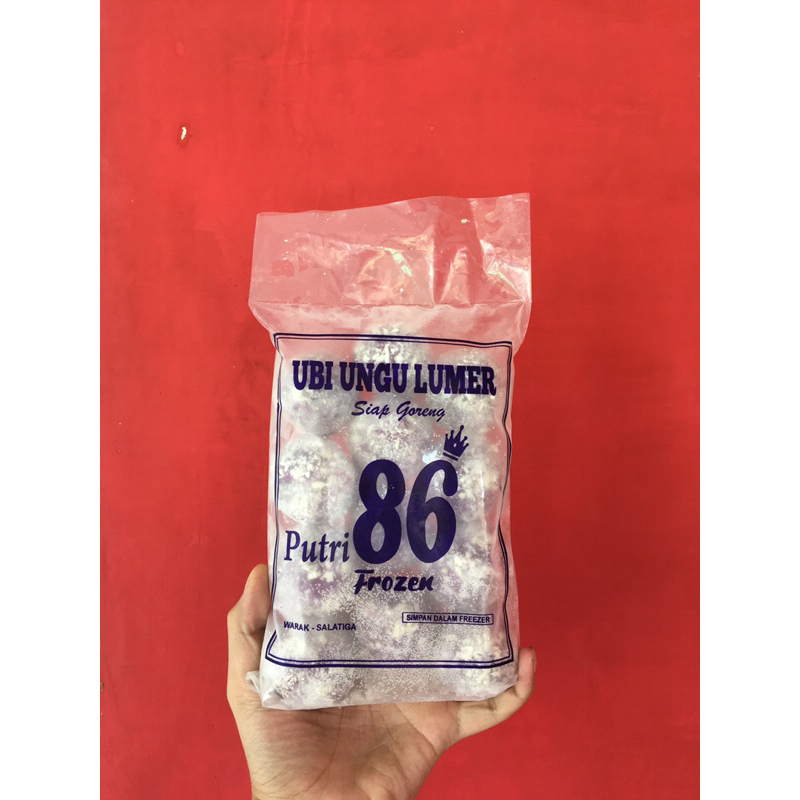 UBI UNGU LUMER
Siap Goreng
Putri 86
Frozen
WARAK - SALATIGA
SIMPAN DALAM FREEZER